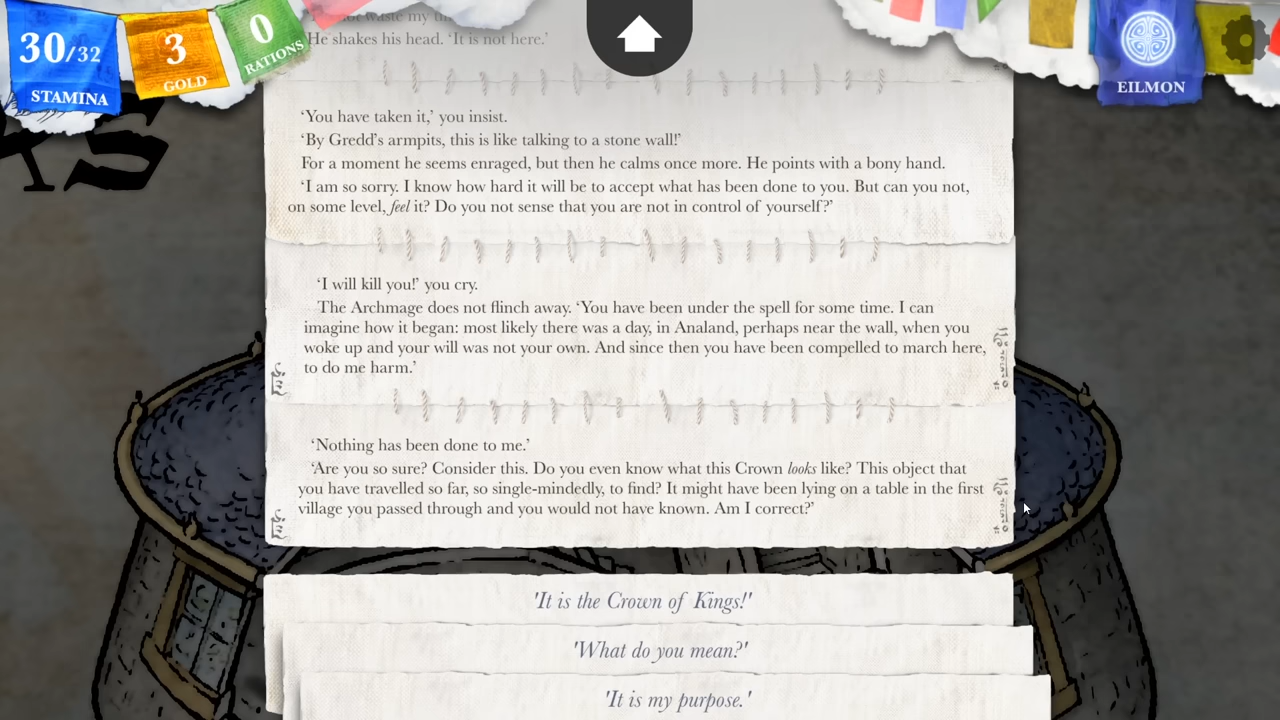 30/32
STAMINA
3
GOLD
0
RATIONS
EILMON
waste my
He shakes his head. ‘It is not here.’
‘You have taken it,’ you insist.
‘By Gredd’s armpits, this is like talking to a stone wall!’
For a moment he seems enraged, but then he calms once more. He points with a bony hand.
‘I am so sorry. I know how hard it will be to accept what has been done to you. But can you not,
on some level, feel it? Do you not sense that you are not in control of yourself?’
‘I will kill you!’ you cry.
The Archmage does not flinch away. ‘You have been under the spell for some time. I can
imagine how it began: most likely there was a day, in Analand, perhaps near the wall, when you
woke up and your will was not your own. And since then you have been compelled to march here,
to do me harm.’
‘Nothing has been done to me.’
‘Are you so sure? Consider this. Do you even know what this Crown looks like? This object that
you have travelled so far, so single-mindedly, to find? It might have been lying on a table in the first
village you passed through and you would not have known. Am I correct?’
'It is the Crown of Kings!'
'What do you mean?'
'It is my purpose.'